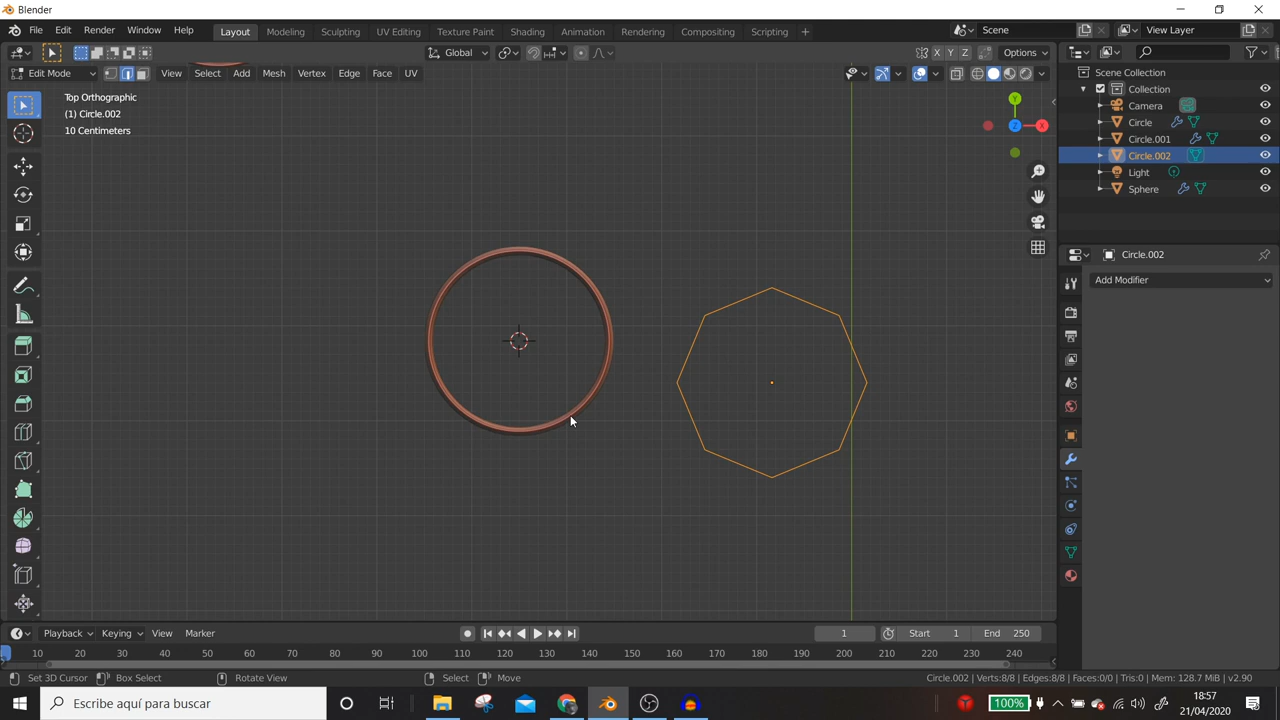 Blender
File Edit Render Window Help Layout Modeling Sculpting UV Editing Texture Paint Shading Animation Rendering Compositing Scripting + Scene View Layer
Global X Y Z Options
Edit Mode View Select Add Mesh Vertex Edge Face UV
Top Orthographic
(1) Circle.002
10 Centimeters
Y
Z X
Scene Collection
Collection
Camera
Circle
Circle.001
Circle.002
Light
Sphere
Circle.002
Add Modifier
Playback Keying View Marker 1 Start 1 End 250
10 20 30 40 50 60 70 80 90 100 110 120 130 140 150 160 170 180 190 200 210 220 230 240
Set 3D Cursor Box Select Rotate View Select Move Circle.002 | Verts:8/8 | Edges:8/8 | Faces:0/0 | Tris:0 | Mem: 128.7 MiB | v2.90
Escribe aquí para buscar 100% 18:57
21/04/2020